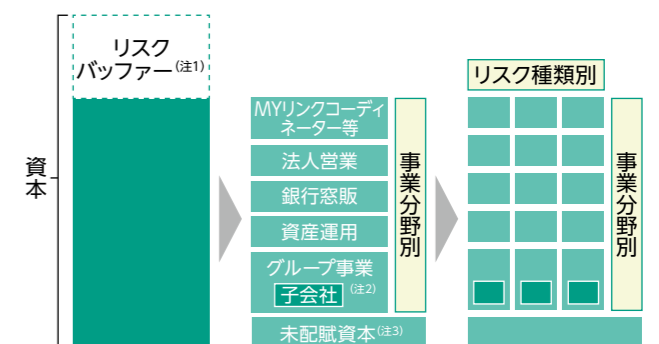 リスク
バッファー(注1)
資本
MYリンクコーディ
ネーター等
法人営業
銀行窓販
資産運用
グループ事業
子会社(注2)
未配賦資本(注3)
事業分野別
リスク種類別
事業分野別